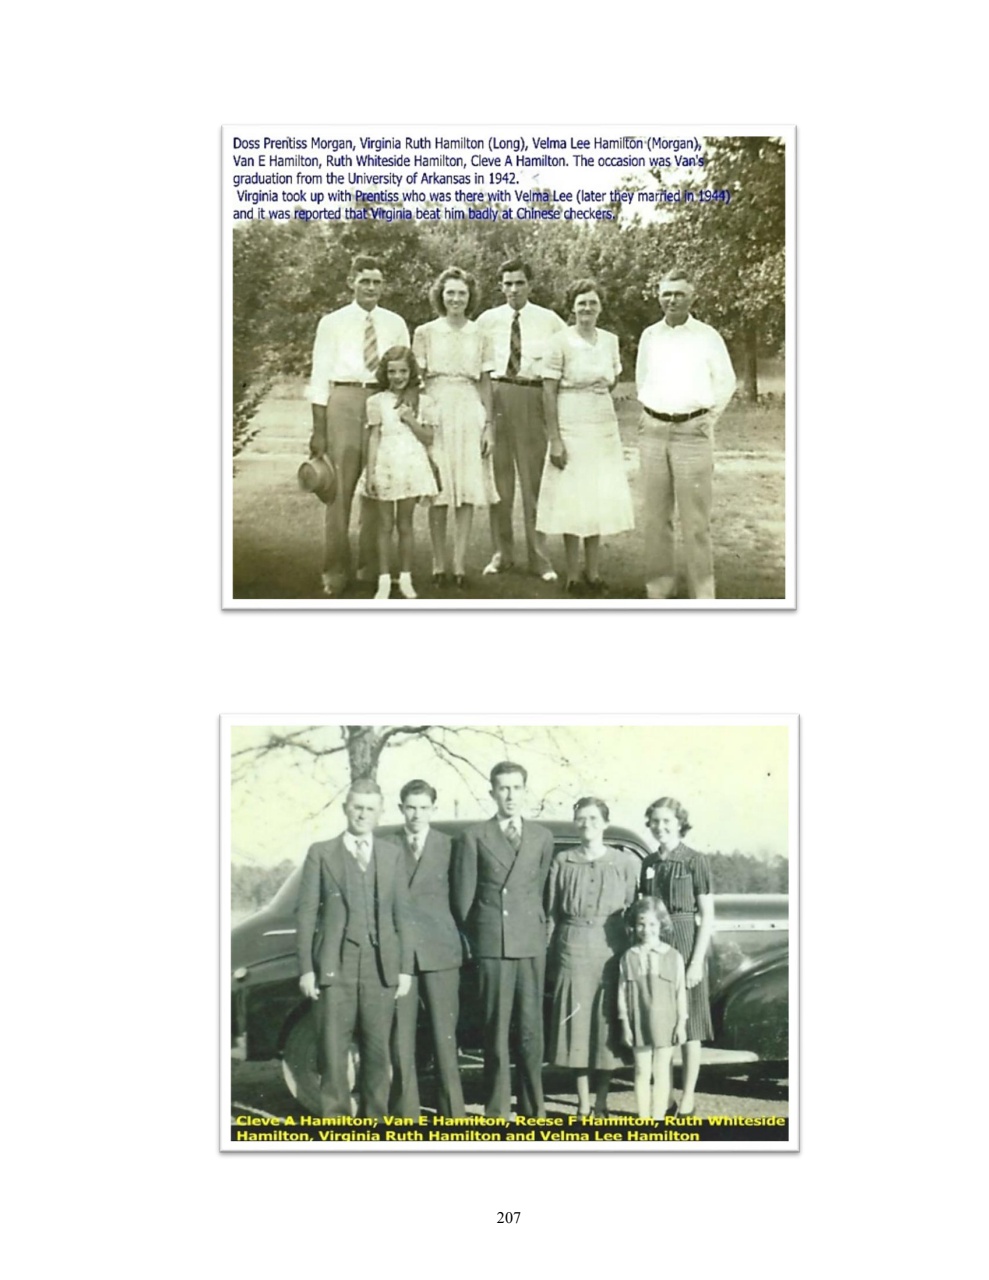 Doss Prentiss Morgan, Virginia Ruth Hamilton (Long), Velma Lee Hamilton (Morgan),
Van E Hamilton, Ruth Whiteside Hamilton, Cleve A Hamilton. The occasion was Van's
graduation from the University of Arkansas in 1942.
Virginia took up with Prentiss who was there with Velma Lee (later they married in 1944)
and it was reported that Virginia beat him badly at Chinese checkers.
Cleve A Hamilton; Van E Hamilton, Reese F Hamilton, Ruth Whiteside
Hamilton, Virginia Ruth Hamilton and Velma Lee Hamilton
207